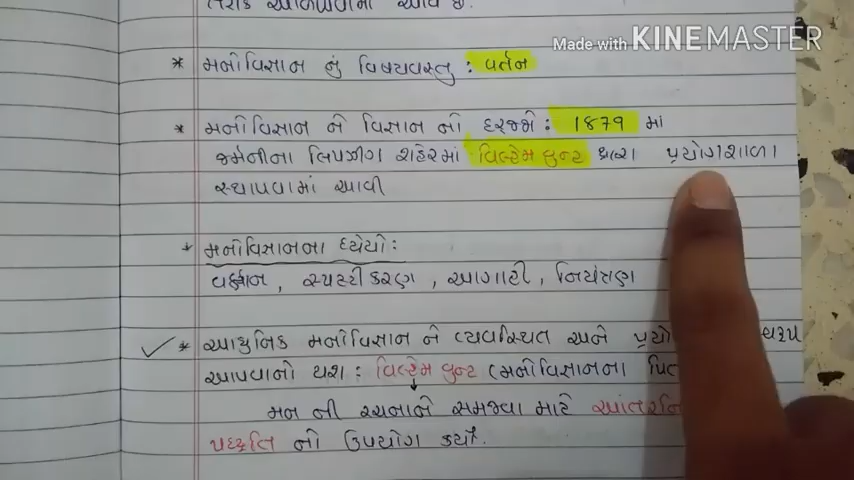 Made with KINEMASTER
* મનોવિજ્ઞાન નું વિષયવસ્તુ : વર્તન
* મનોવિજ્ઞાન ને વિજ્ઞાન નો દરજ્જો : 1879 માં
જર્મનીના લિપઝીગ શહેરમાં વિલ્હેમ વુન્ટ દ્વારા પ્રયોગશાળા
સ્થાપવામાં આવી
* મનોવિજ્ઞાનના ધ્યેયો :
વર્ણન , સ્પષ્ટીકરણ , આગાહી , નિયંત્રણ
* આધુનિક મનોવિજ્ઞાન ને વ્યવસ્થિત અને
આપવાનો યશ : વિલ્હેમ વુન્ટ (મનોવિજ્ઞાનના
મન ની રચનાને સમજવા માટે
પધ્ધતિ નો ઉપયોગ કર્યો.